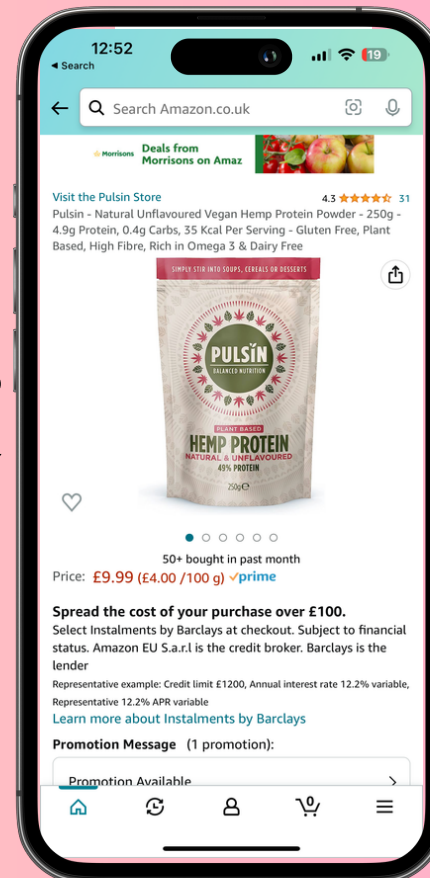 12:52
◀ Search
19
Search Amazon.co.uk
Morrisons
Deals from
Morrisons on Amaz
Visit the Pulsin Store
4.3
31
Pulsin - Natural Unflavoured Vegan Hemp Protein Powder - 250g -
4.9g Protein, 0.4g Carbs, 35 Kcal Per Serving - Gluten Free, Plant
Based, High Fibre, Rich in Omega 3 & Dairy Free
SIMPLY STIR INTO SOUPS, CEREALS OR DESSERTS
PULSiN
BALANCED NUTRITION
PLANT BASED
HEMP PROTEIN
NATURAL & UNFLAVOURED
49% PROTEIN
250g℮
50+ bought in past month
Price: £9.99 (£4.00 /100 g) prime
Spread the cost of your purchase over £100.
Select Instalments by Barclays at checkout. Subject to financial
status. Amazon EU S.a.r.l is the credit broker. Barclays is the
lender
Representative example: Credit limit £1200, Annual interest rate 12.2% variable,
Representative 12.2% APR variable
Learn more about Instalments by Barclays
Promotion Message (1 promotion):
Promotion Available
0